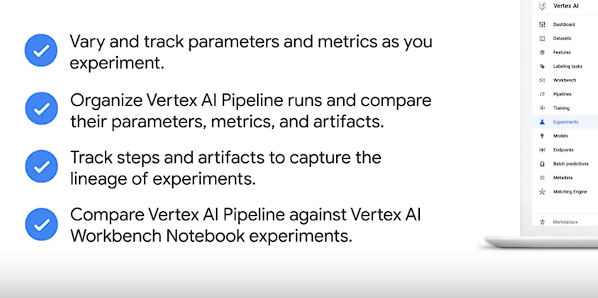 Vary and track parameters and metrics as you
experiment.
Organize Vertex AI Pipeline runs and compare
their parameters, metrics, and artifacts.
Track steps and artifacts to capture the
lineage of experiments.
Compare Vertex AI Pipeline against Vertex AI
Workbench Notebook experiments.
Vertex AI
Dashboard
Datasets
Features
Labeling tasks
Workbench
Pipelines
Training
Experiments
Models
Endpoints
Batch predictions
Metadata
Matching Engine
Marketplace